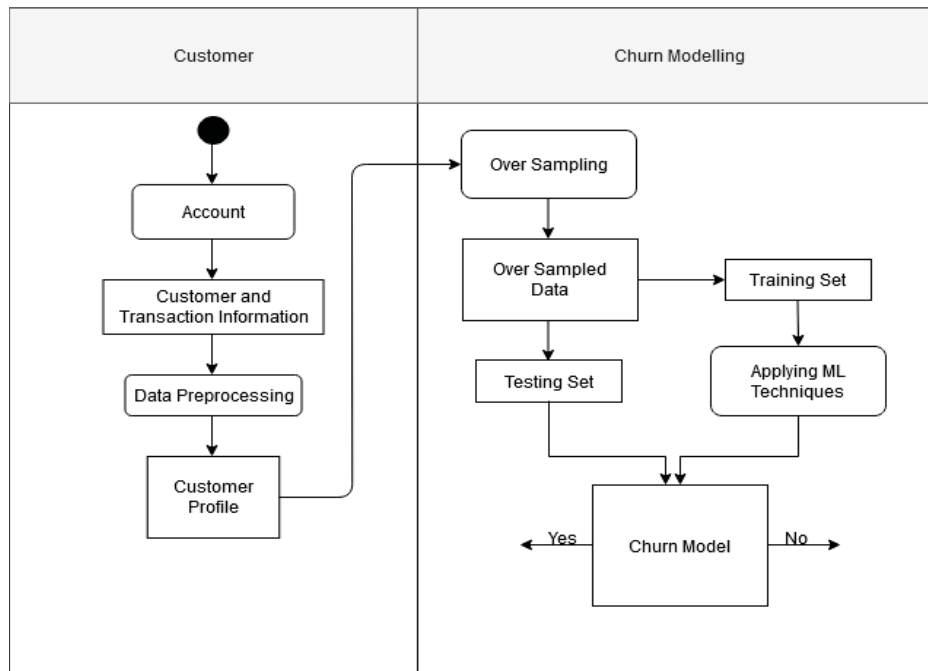 Customer
Churn Modelling
Account
Customer and
Transaction Information
Data Preprocessing
Customer
Profile
Over Sampling
Over Sampled
Data
Training Set
Testing Set
Applying ML
Techniques
Yes
Churn Model
No